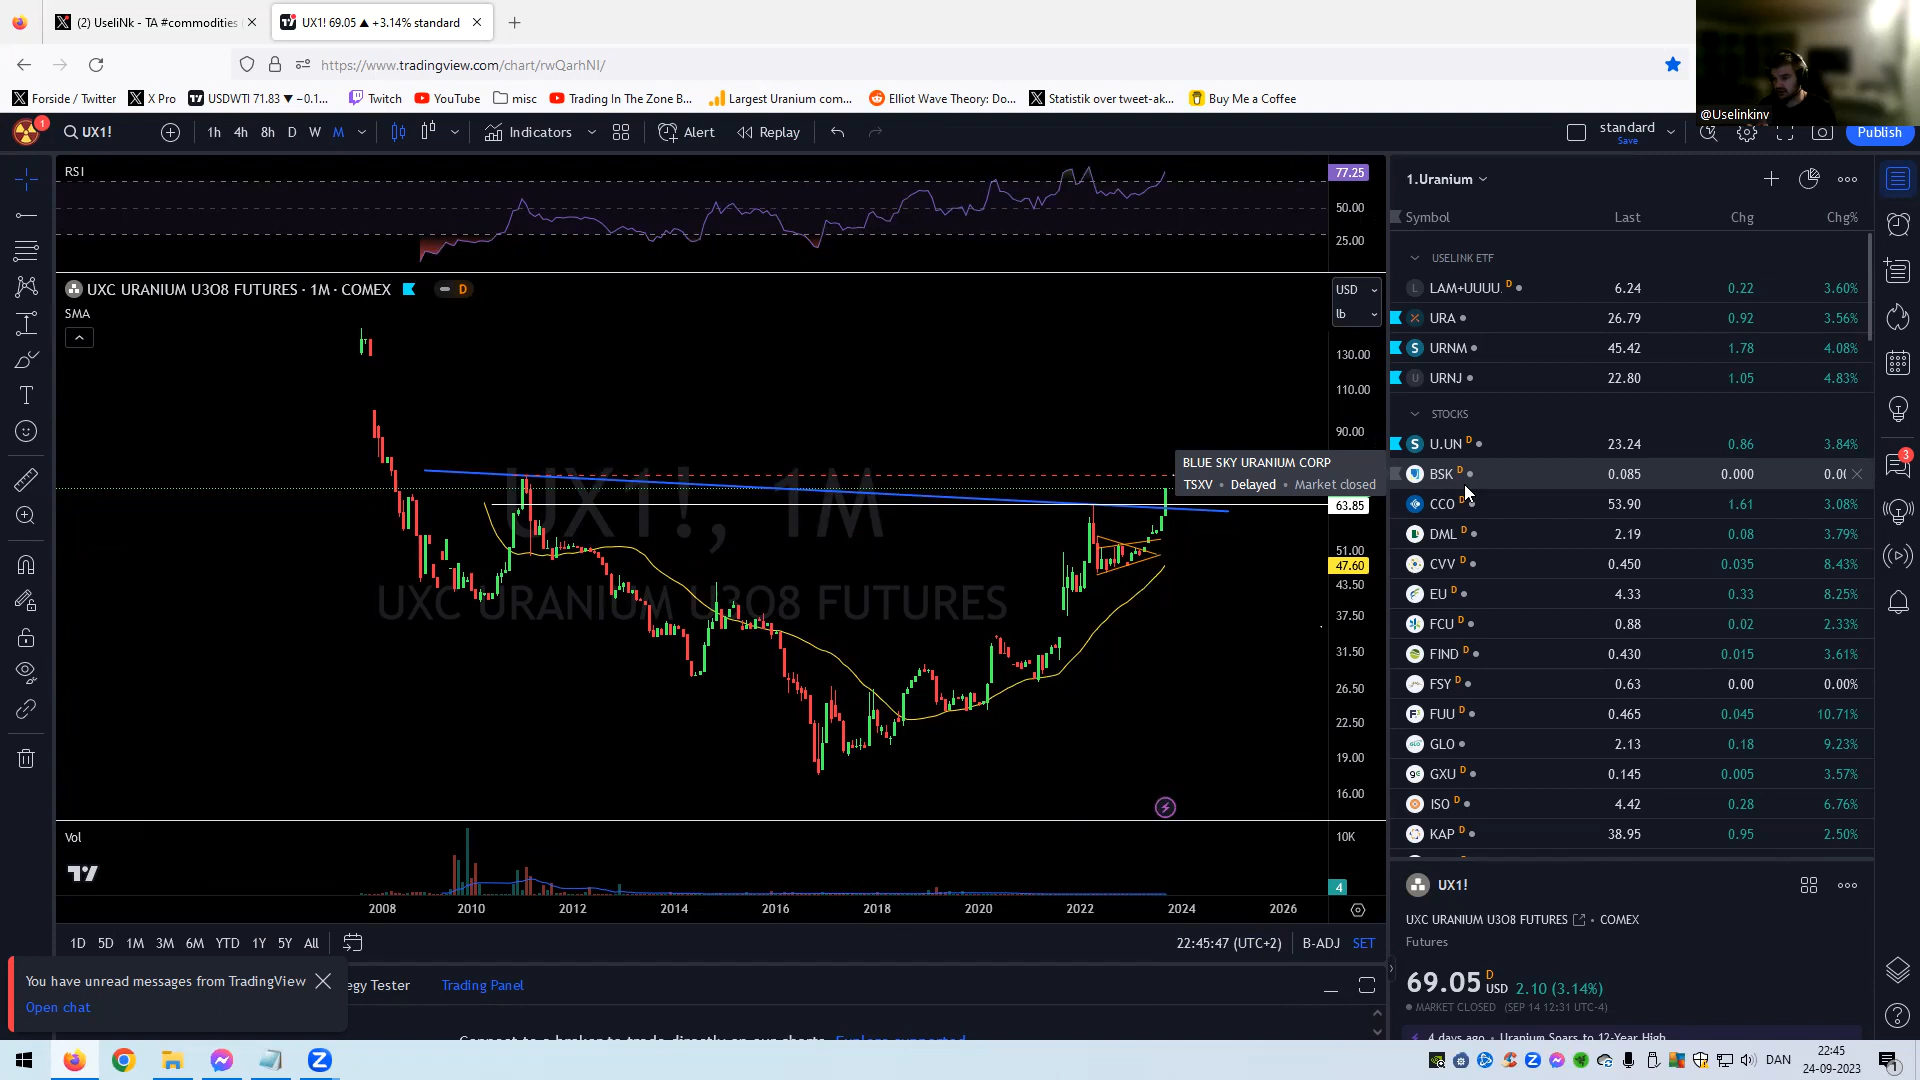 (2) UseliNk - TA #commodities
UX1! 69.05 ▲ +3.14% standard
https://www.tradingview.com/chart/rwQarhNI/
Forside / Twitter
X Pro
USDWTI 71.83 ▼ −0.1...
Twitch
YouTube
misc
Trading In The Zone B...
Largest Uranium com...
Elliot Wave Theory: Do...
Statistik over tweet-ak...
Buy Me a Coffee
@Uselinkinv
1
UX1!
1h 4h 8h D W M
Indicators
Alert
Replay
standard
Save
Publish
RSI
77.25
50.00
25.00
UXC URANIUM U3O8 FUTURES · 1M · COMEX
D
SMA
USD
lb
130.00
110.00
90.00
63.85
51.00
47.60
43.50
37.50
31.50
26.50
22.50
19.00
16.00
UX1!, 1M
UXC URANIUM U3O8 FUTURES
BLUE SKY URANIUM CORP
TSXV • Delayed • Market closed
Vol
10K
4
2008 2010 2012 2014 2016 2018 2020 2022 2024 2026
1D 5D 1M 3M 6M YTD 1Y 5Y All
22:45:47 (UTC+2)
B-ADJ SET
You have unread messages from TradingView
Open chat
egy Tester
Trading Panel
1.Uranium
Symbol Last Chg Chg%
USELINK ETF
LAM+UUUU. D 6.24 0.22 3.60%
URA 26.79 0.92 3.56%
URNM 45.42 1.78 4.08%
URNJ 22.80 1.05 4.83%
STOCKS
U.UN D 23.24 0.86 3.84%
BSK D 0.085 0.000 0.0(
CCO D 53.90 1.61 3.08%
DML D 2.19 0.08 3.79%
CVV D 0.450 0.035 8.43%
EU D 4.33 0.33 8.25%
FCU D 0.88 0.02 2.33%
FIND D 0.430 0.015 3.61%
FSY D 0.63 0.00 0.00%
FUU D 0.465 0.045 10.71%
GLO 2.13 0.18 9.23%
GXU D 0.145 0.005 3.57%
ISO D 4.42 0.28 6.76%
KAP D 38.95 0.95 2.50%
3
UX1!
UXC URANIUM U3O8 FUTURES • COMEX
Futures
69.05 D USD 2.10 (3.14%)
MARKET CLOSED (SEP 14 12:31 UTC-4)
4 days ago • Uranium Soars to 12-Year High
DAN
22:45
24-09-2023
1